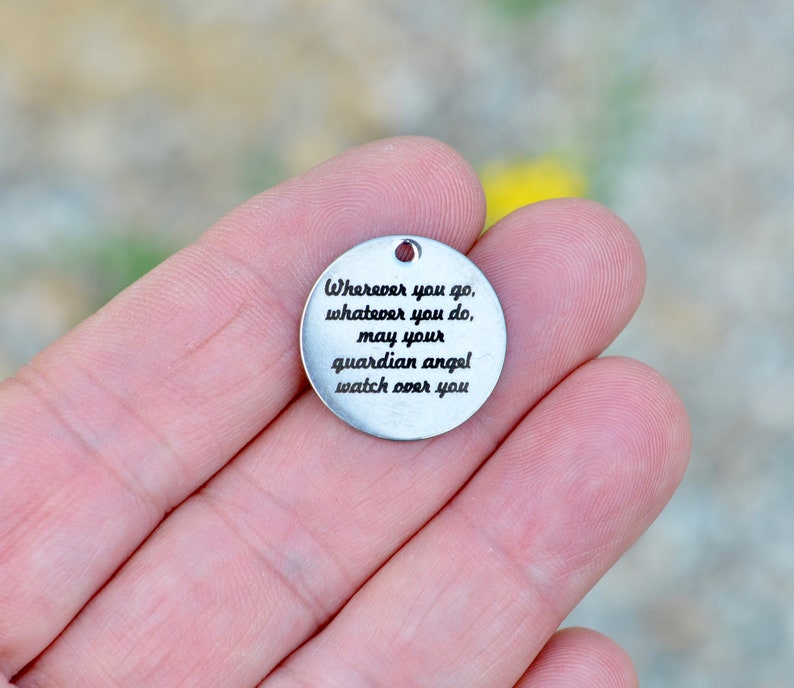 Wherever you go,
whatever you do,
may your
guardian angel
watch over you